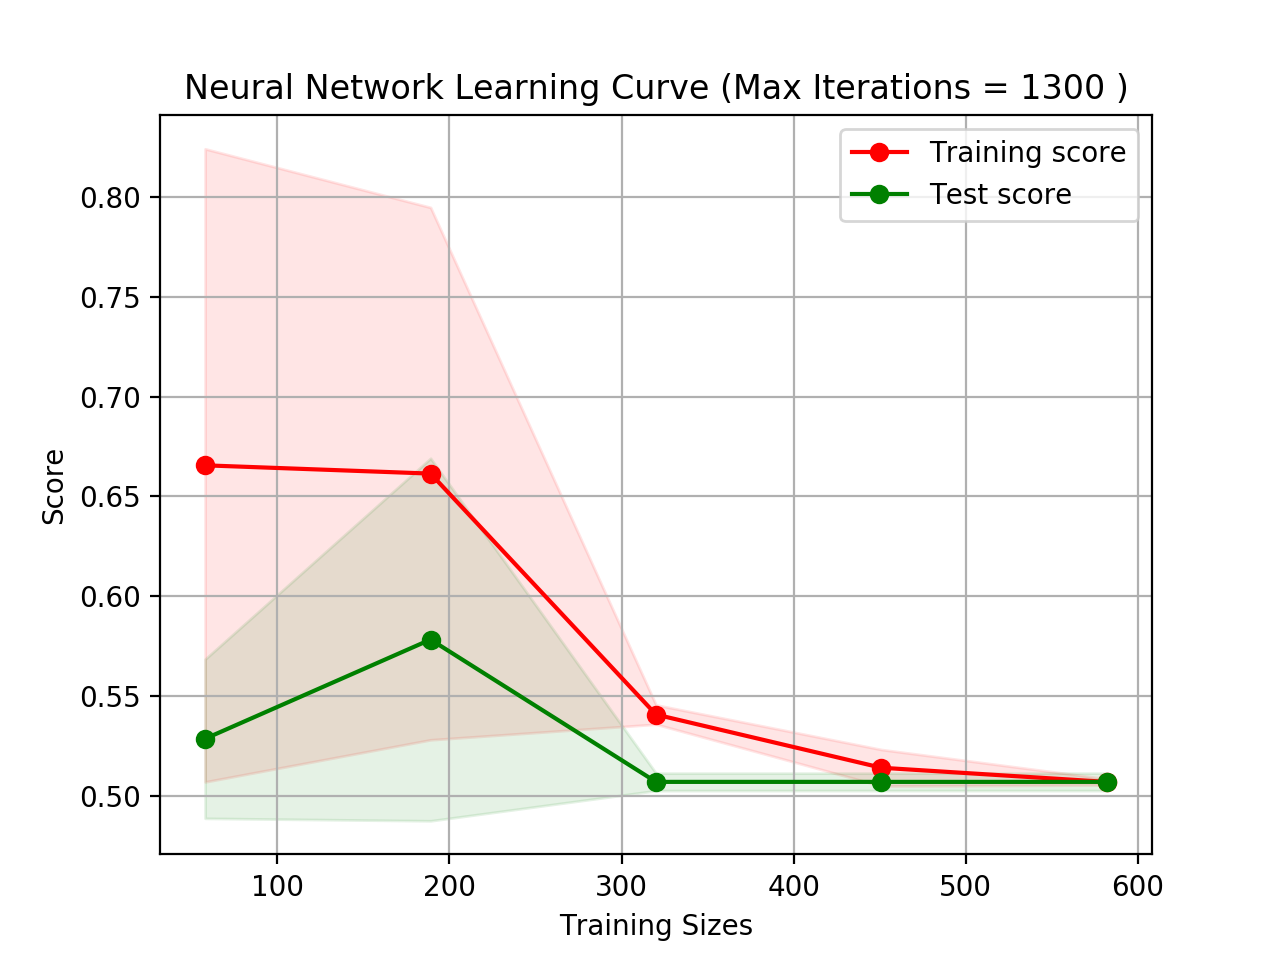 Neural Network Learning Curve (Max Iterations = 1300 )
Training score
Test score
0.80
0.75
0.70
0.65
0.60
0.55
0.50
Score
100 200 300 400 500 600
Training Sizes